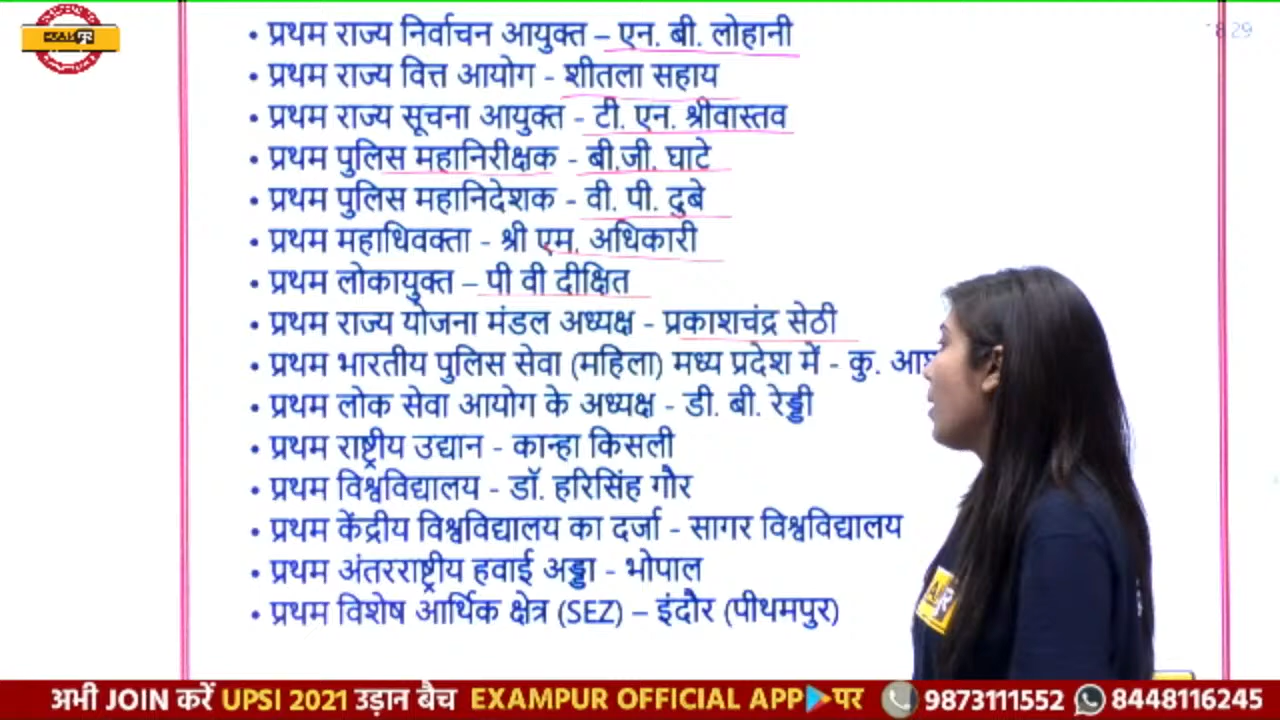 EXAMPUR
8:29
• प्रथम राज्य निर्वाचन आयुक्त – एन. बी. लोहानी
• प्रथम राज्य वित्त आयोग - शीतला सहाय
• प्रथम राज्य सूचना आयुक्त - टी. एन. श्रीवास्तव
• प्रथम पुलिस महानिरीक्षक - बी.जी. घाटे
• प्रथम पुलिस महानिदेशक - वी. पी. दुबे
• प्रथम महाधिवक्ता - श्री एम. अधिकारी
• प्रथम लोकायुक्त – पी वी दीक्षित
• प्रथम राज्य योजना मंडल अध्यक्ष - प्रकाशचंद्र सेठी
• प्रथम भारतीय पुलिस सेवा (महिला) मध्य प्रदेश में - कु.
• प्रथम लोक सेवा आयोग के अध्यक्ष - डी. बी. रेड्डी
• प्रथम राष्ट्रीय उद्यान - कान्हा किसली
• प्रथम विश्वविद्यालय - डॉ. हरिसिंह गौर
• प्रथम केंद्रीय विश्वविद्यालय का दर्जा - सागर विश्वविद्यालय
• प्रथम अंतरराष्ट्रीय हवाई अड्डा - भोपाल
• प्रथम विशेष आर्थिक क्षेत्र (SEZ) – इंदौर (पीथमपुर)
अभी JOIN करें UPSI 2021 उड़ान बैच EXAMPUR OFFICIAL APP पर 9873111552 8448116245